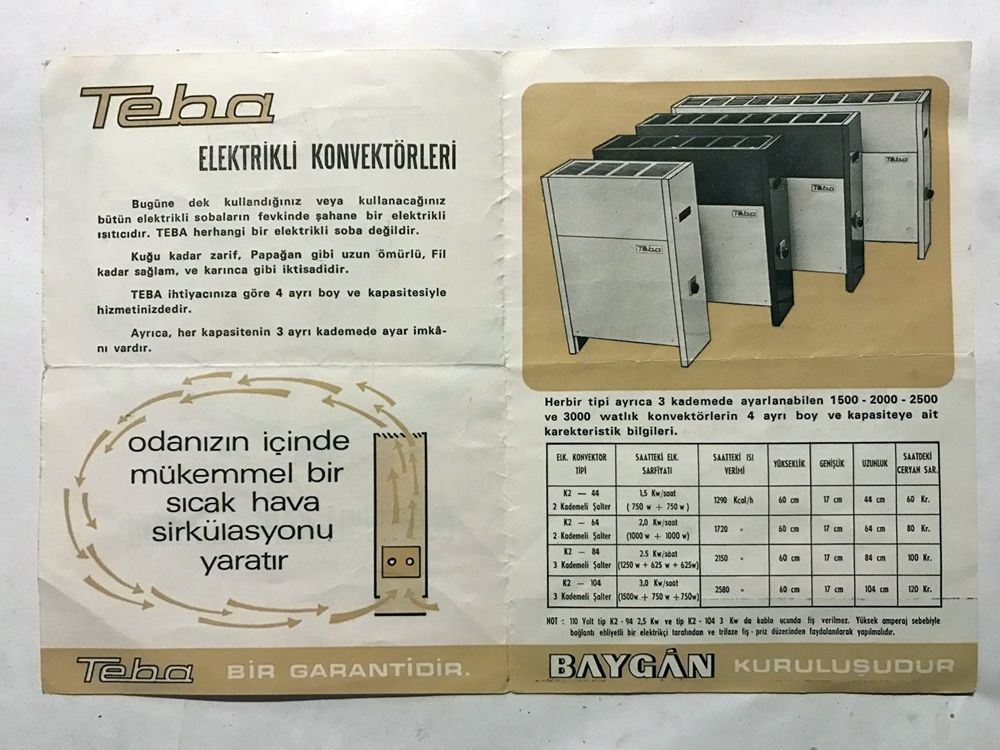 Teba
ELEKTRİKLİ KONVEKTÖRLERİ
Bugüne dek kullandığınız veya kullanacağınız
bütün elektrikli sobaların fevkinde şahane bir elektrikli
ısıtıcıdır. TEBA herhangi bir elektrikli soba değildir.
Kuğu kadar zarif, Papağan gibi uzun ömürlü, Fil
kadar sağlam, ve karınca gibi iktisadidir.
TEBA ihtiyacınıza göre 4 ayrı boy ve kapasitesiyle
hizmetinizdedir.
Ayrıca, her kapasitenin 3 ayrı kademede ayar imkâ-
nı vardır.
odanızın içinde
mükemmel bir
sıcak hava
sirkülasyonu
yaratır
Teba BİR GARANTİDİR.
Teba
Teba
Teba
Teba
Herbir tipi ayrıca 3 kademede ayarlanabilen 1500 - 2000 - 2500
ve 3000 watlık konvektörlerin 4 ayrı boy ve kapasiteye ait
karekteristik bilgileri.
ELK. KONVEKTÖR TİPİ SAATTEKİ ELK. SARFİYATI SAATTEKİ ISI VERİMİ YÜKSEKLİK GENİŞLİK UZUNLUK SAATDEKİ CERYAN SAR.
K2 — 44 1,5 Kw/saat 1290 Kcal/h 60 cm 17 cm 44 cm 60 Kr.
2 Kademeli Şalter ( 750 w + 750 w )
K2 — 64 2,0 Kw/saat 1720 " 60 cm 17 cm 64 cm 80 Kr.
2 Kademeli Şalter (1000 w + 1000 w)
K2 — 84 2.5 Kw/saat 2150 " 60 cm 17 cm 84 cm 100 Kr.
3 Kademeli Şalter (1250 w + 625 w + 625w)
K2 — 104 3,0 Kw/saat 2580 " 60 cm 17 cm 104 cm 120 Kr.
3 Kademeli Şalter (1500w + 750 w +750w)
NOT : 110 Volt tip K2 - 94 2,5 Kw ve tip K2 - 104 3 Kw da kablo ucunda fiş verilmez. Yüksek amperaj sebebiyle
bağlantı ehliyetli bir elektrikçi tarafından ve trifaze fiş - priz düzecinden faydalanılarak yapılmalıdır.
BAYGÂN KURULUŞUDUR